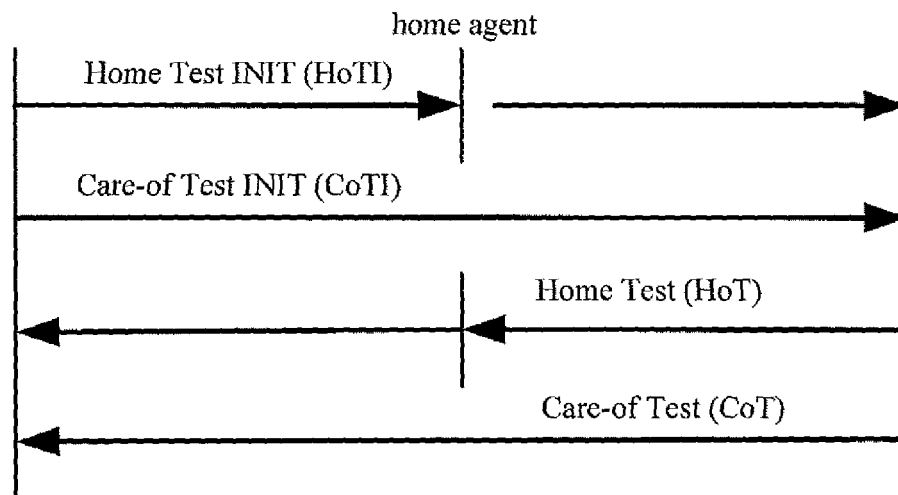 home agent
Home Test INIT (HoTI)
Care-of Test INIT (CoTI)
Home Test (HoT)
Care-of Test (CoT)